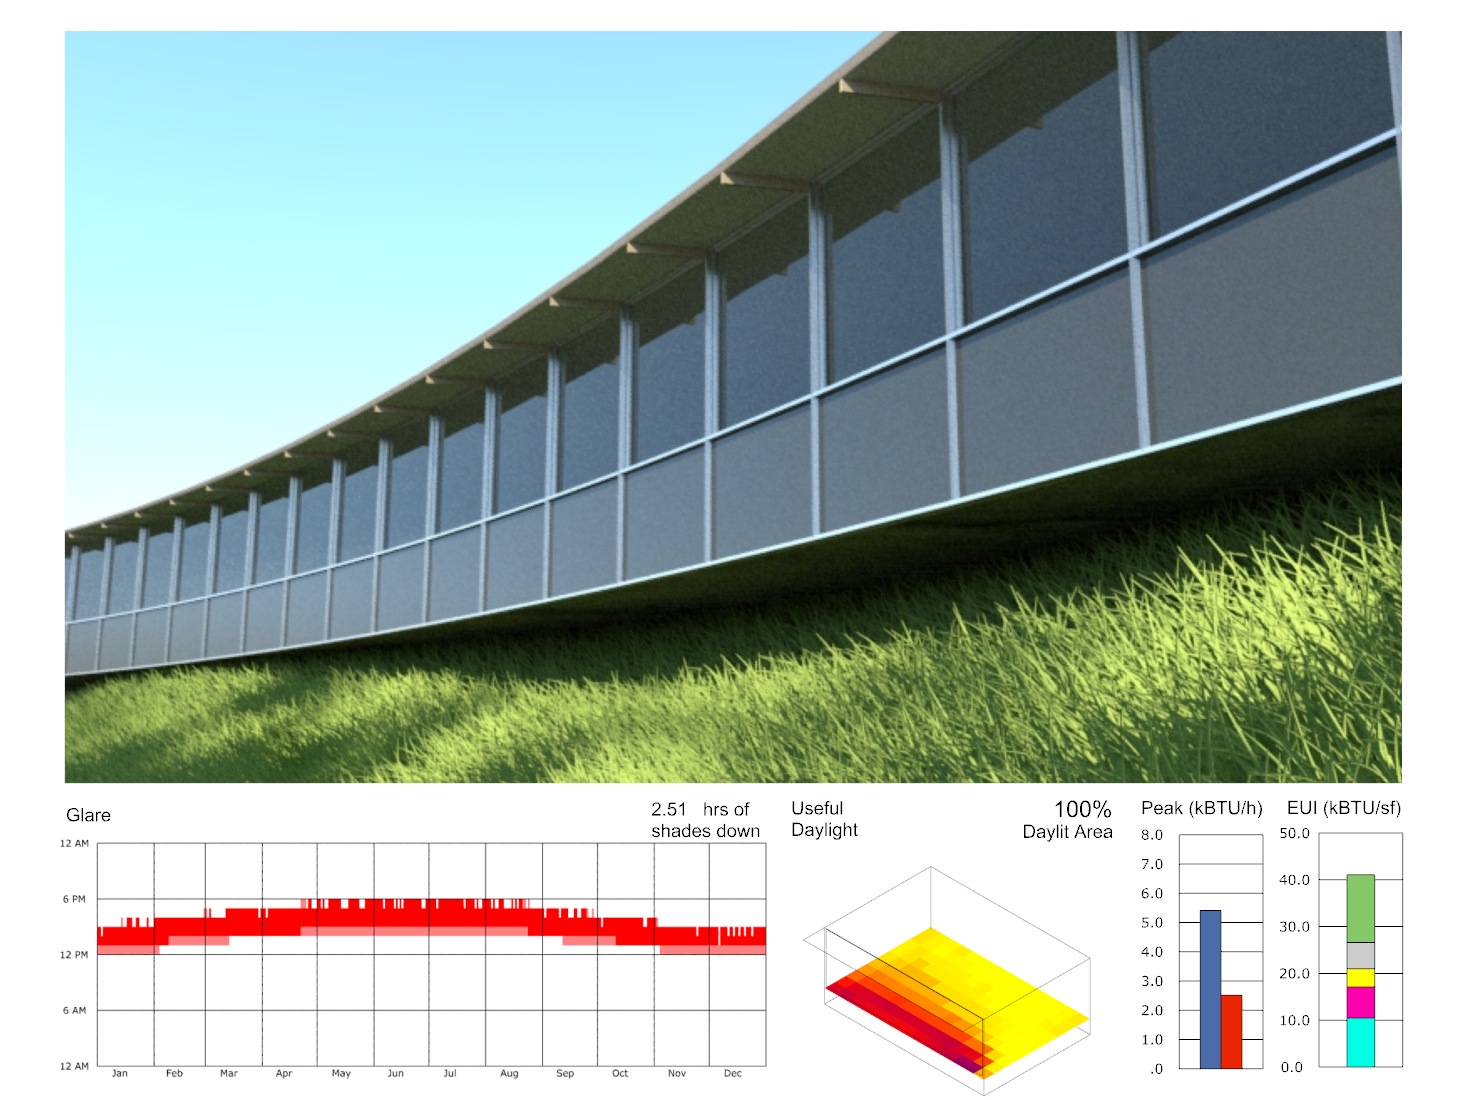 Glare
2.51 hrs of
shades down
12 AM
6 PM
12 PM
6 AM
12 AM
Jan Feb Mar Apr May Jun Jul Aug Sep Oct Nov Dec
Useful
Daylight
100%
Daylit Area
Peak (kBTU/h)
8.0
7.0
6.0
5.0
4.0
3.0
2.0
1.0
.0
EUI (kBTU/sf)
50.0
40.0
30.0
20.0
10.0
0.0